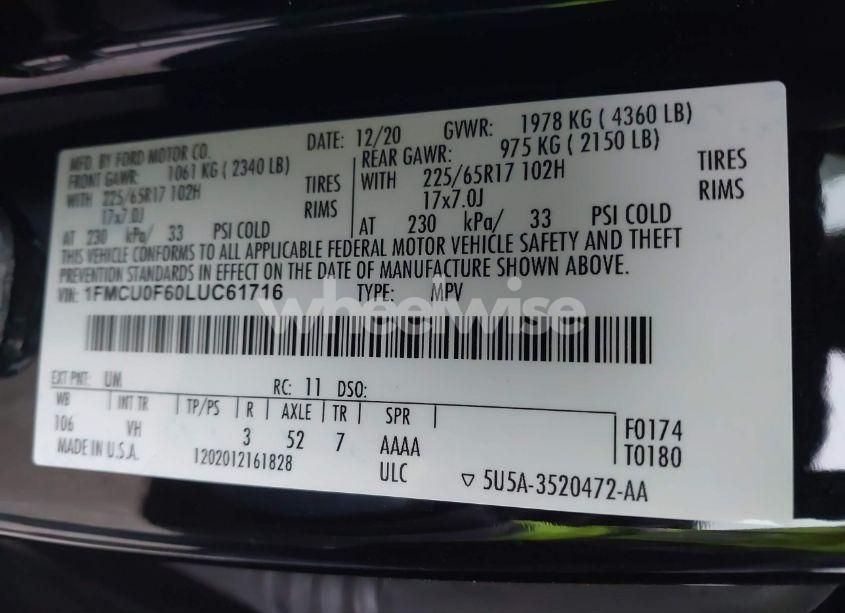 MFD. BY FORD MOTOR CO. DATE: 12/20 GVWR: 1978 KG ( 4360 LB)
FRONT GAWR: 1061 KG ( 2340 LB) REAR GAWR: 975 KG ( 2150 LB)
WITH 225/65R17 102H TIRES WITH 225/65R17 102H TIRES
17x7.0J RIMS 17x7.0J RIMS
AT 230 kPa/ 33 PSI COLD AT 230 kPa/ 33 PSI COLD
THIS VEHICLE CONFORMS TO ALL APPLICABLE FEDERAL MOTOR VEHICLE SAFETY AND THEFT
PREVENTION STANDARDS IN EFFECT ON THE DATE OF MANUFACTURE SHOWN ABOVE.
VIN: 1FMCU0F60LUC61716 TYPE: MPV
wheelwise
EXT PNT: UM RC: 11 DSO:
WB INT TR TP/PS R AXLE TR SPR
106 VH 3 52 7 AAAA F0174
MADE IN U.S.A. 1202012161828 ULC T0180
▽ 5U5A-3520472-AA